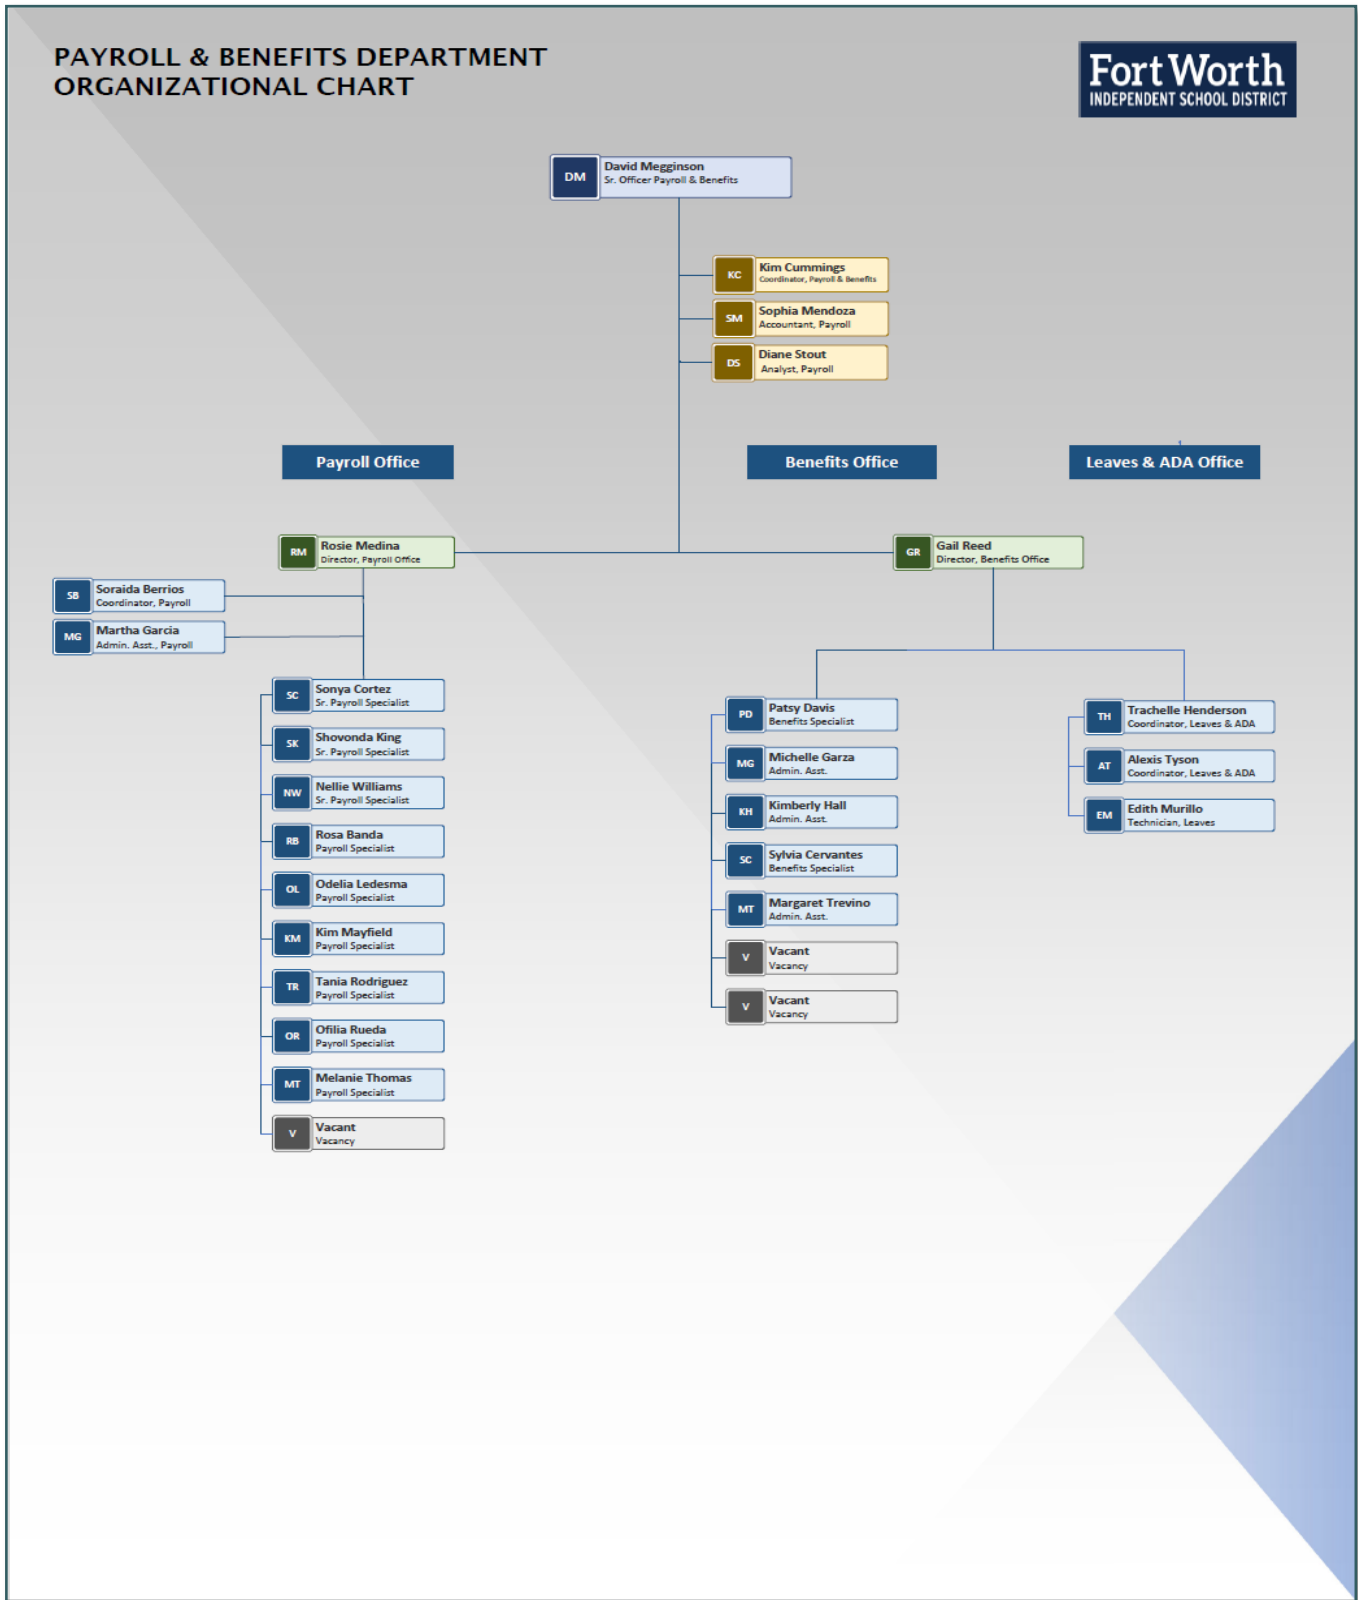 PAYROLL & BENEFITS DEPARTMENT
ORGANIZATIONAL CHART
Fort Worth
INDEPENDENT SCHOOL DISTRICT
DM
David Megginson
Sr. Officer Payroll & Benefits
KC
Kim Cummings
Coordinator, Payroll & Benefits
SM
Sophia Mendoza
Accountant, Payroll
DS
Diane Stout
Analyst, Payroll
Payroll Office
Benefits Office
Leaves & ADA Office
RM
Rosie Medina
Director, Payroll Office
GR
Gail Reed
Director, Benefits Office
SB
Soraida Berrios
Coordinator, Payroll
MG
Martha Garcia
Admin. Asst., Payroll
SC
Sonya Cortez
Sr. Payroll Specialist
SK
Shovonda King
Sr. Payroll Specialist
NW
Nellie Williams
Sr. Payroll Specialist
RB
Rosa Banda
Payroll Specialist
OL
Odelia Ledesma
Payroll Specialist
KM
Kim Mayfield
Payroll Specialist
TR
Tania Rodriguez
Payroll Specialist
OR
Ofilia Rueda
Payroll Specialist
MT
Melanie Thomas
Payroll Specialist
V
Vacant
Vacancy
PD
Patsy Davis
Benefits Specialist
MG
Michelle Garza
Admin. Asst.
KH
Kimberly Hall
Admin. Asst.
SC
Sylvia Cervantes
Benefits Specialist
MT
Margaret Trevino
Admin. Asst.
V
Vacant
Vacancy
V
Vacant
Vacancy
TH
Trachelle Henderson
Coordinator, Leaves & ADA
AT
Alexis Tyson
Coordinator, Leaves & ADA
EM
Edith Murillo
Technician, Leaves